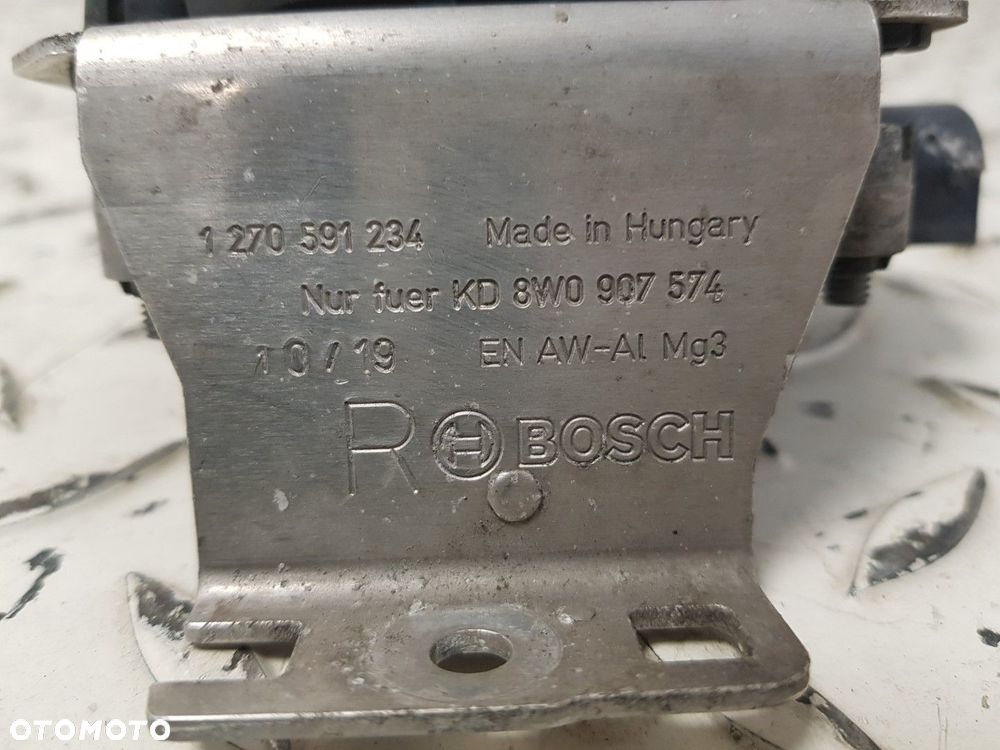 1 270 591 234 Made in Hungary
Nur fuer KD 8W0 907 574
10/19 EN AW-Al Mg3
R H BOSCH
OTOMOTO